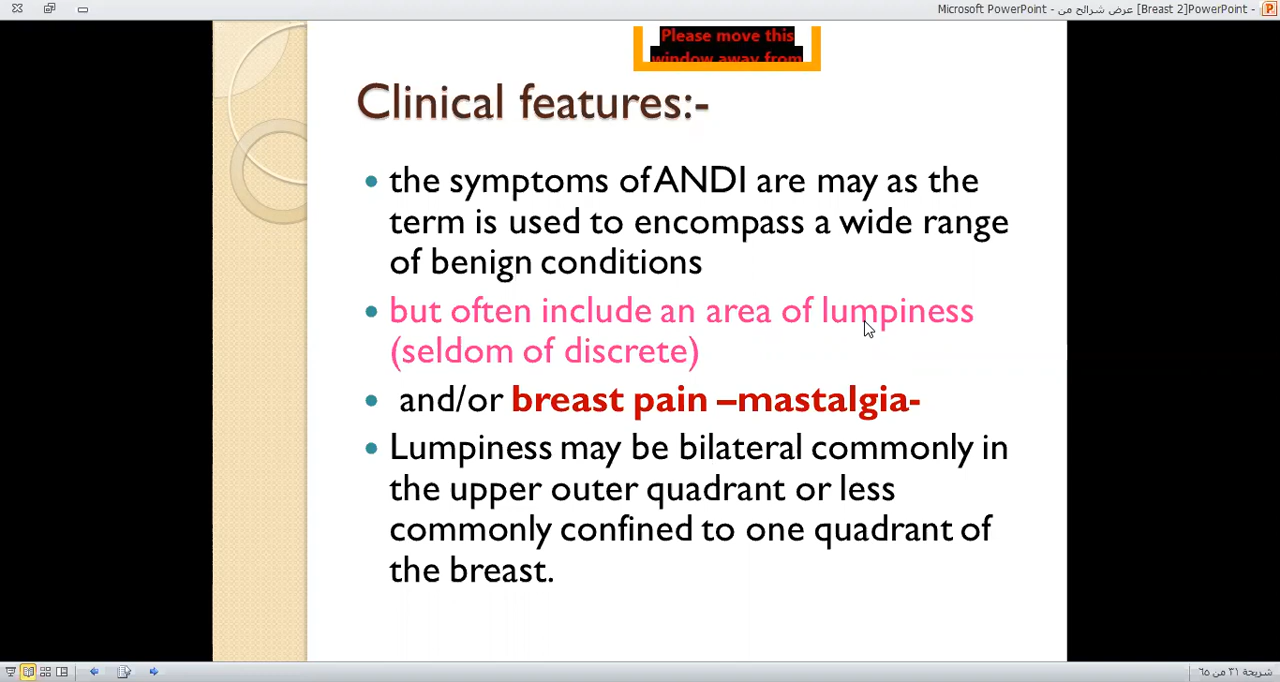 Microsoft PowerPoint - عرض شرائح من PowerPoint[Breast 2] -
Please move this
window away from
Clinical features:-
the symptoms of ANDI are may as the
term is used to encompass a wide range
of benign conditions
but often include an area of lumpiness
(seldom of discrete)
and/or breast pain –mastalgia-
Lumpiness may be bilateral commonly in
the upper outer quadrant or less
commonly confined to one quadrant of
the breast.
شريحة ٣١ من ٦٥